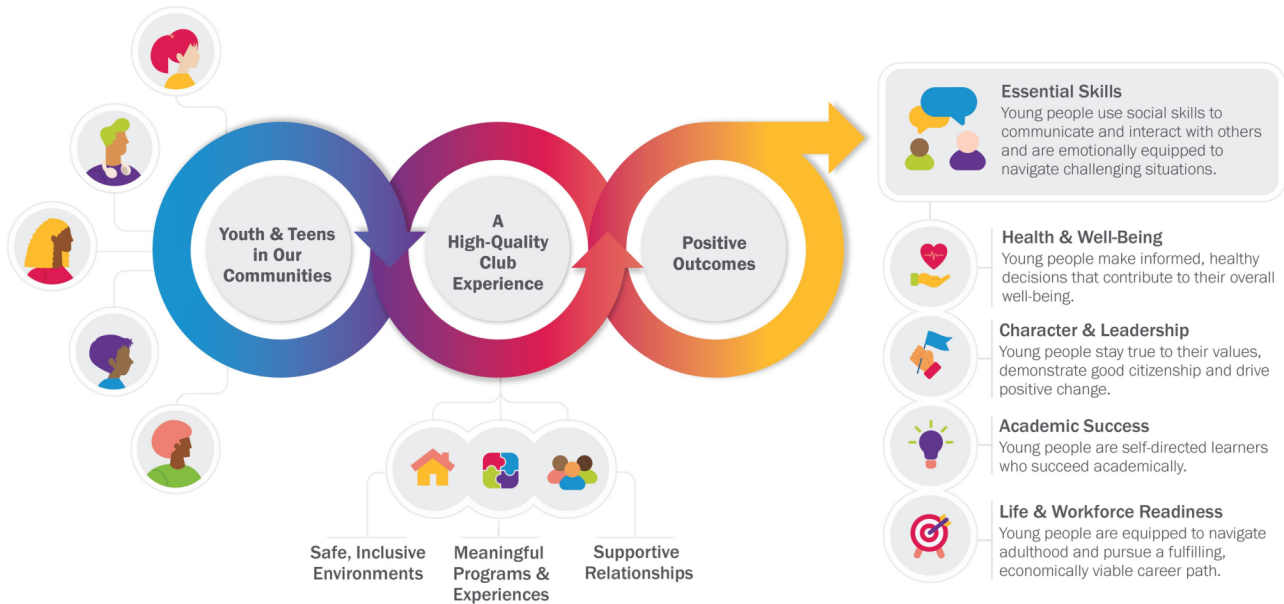 Youth & Teens
in Our
Communities
A
High-Quality
Club
Experience
Positive
Outcomes
Safe, Inclusive
Environments
Meaningful
Programs &
Experiences
Supportive
Relationships
Essential Skills
Young people use social skills to
communicate and interact with others
and are emotionally equipped to
navigate challenging situations.
Health & Well-Being
Young people make informed, healthy
decisions that contribute to their overall
well-being.
Character & Leadership
Young people stay true to their values,
demonstrate good citizenship and drive
positive change.
Academic Success
Young people are self-directed learners
who succeed academically.
Life & Workforce Readiness
Young people are equipped to navigate
adulthood and pursue a fulfilling,
economically viable career path.